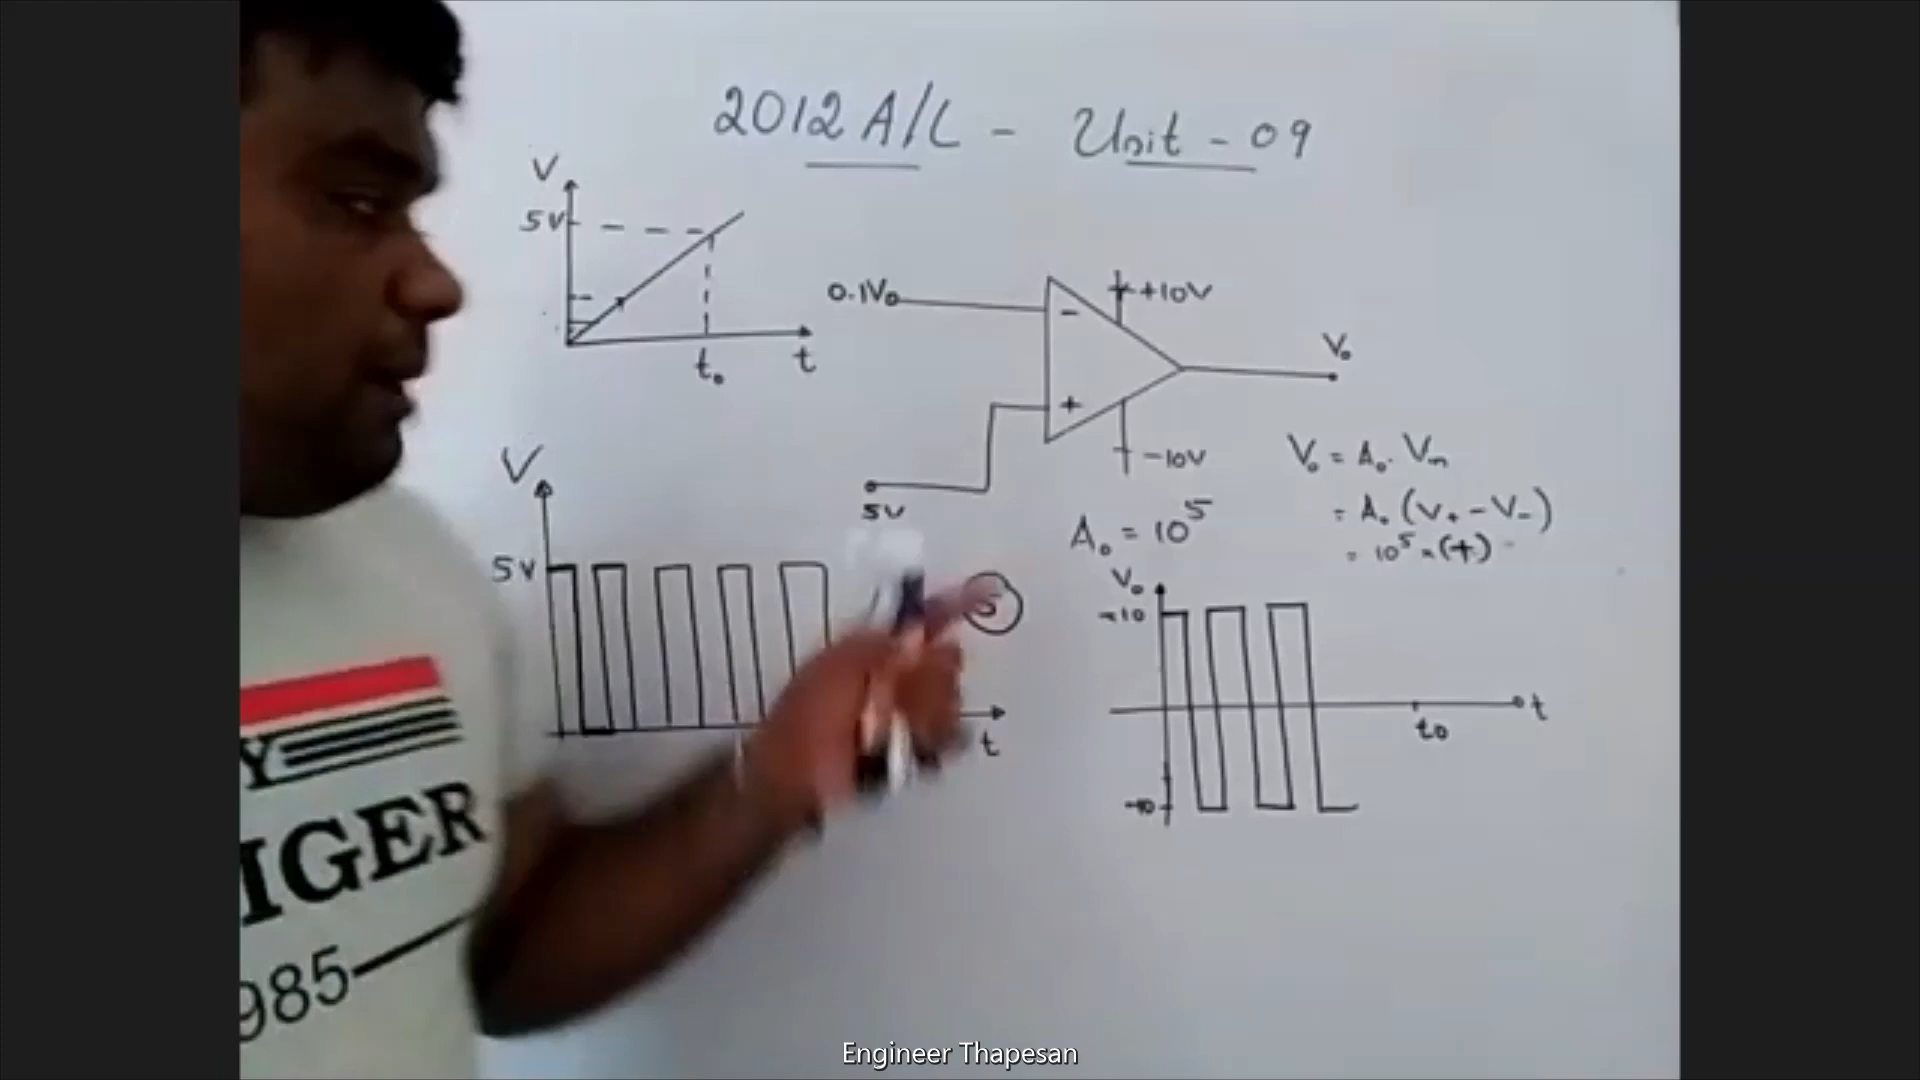 2012 A/L - Unit - 09
V
5V
t₀
t
0.1V₀
-
+10V
V₀
+
-10V
5V
A₀ = 10⁵
V₀ = A₀. Vᵢₙ
= A₀ (V₊ - V₋)
= 10⁵ × (+)
V
5V
5
t
V₀
+10
-10
t₀
t
Y
IGER
985
Engineer Thapesan